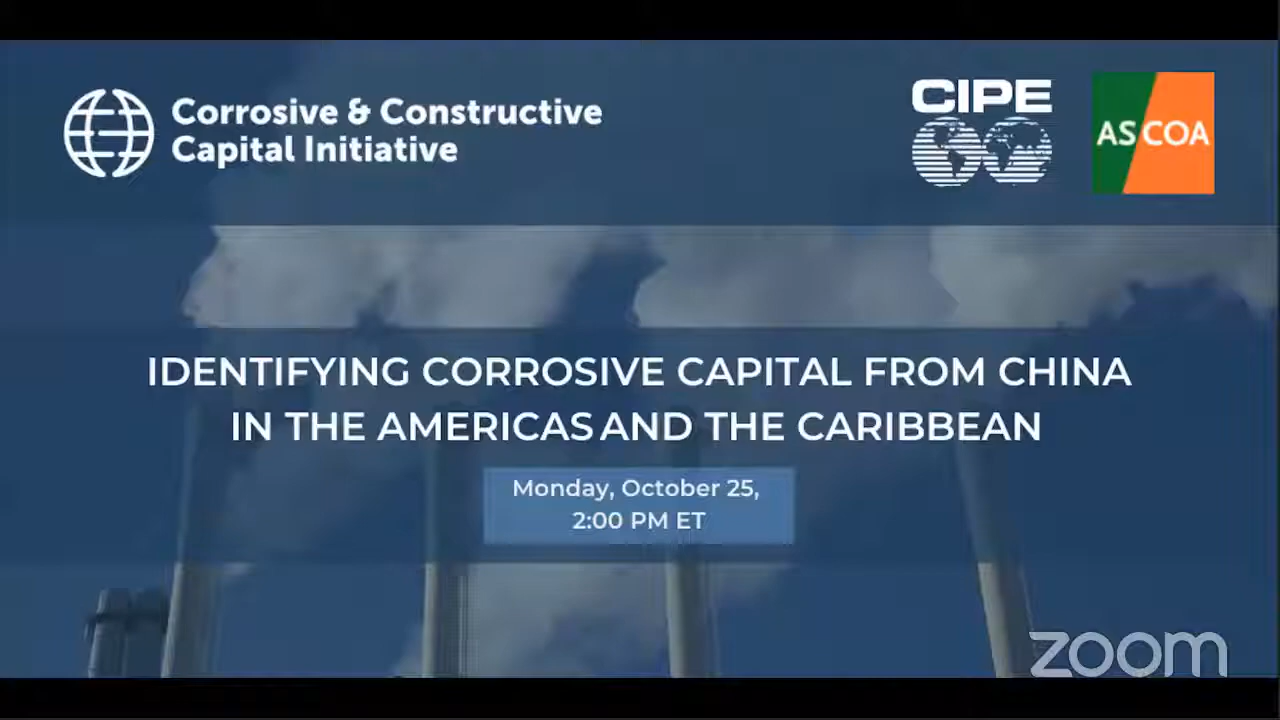 Corrosive & Constructive
Capital Initiative
CIPE
AS COA
IDENTIFYING CORROSIVE CAPITAL FROM CHINA
IN THE AMERICAS AND THE CARIBBEAN
Monday, October 25,
2:00 PM ET
zoom